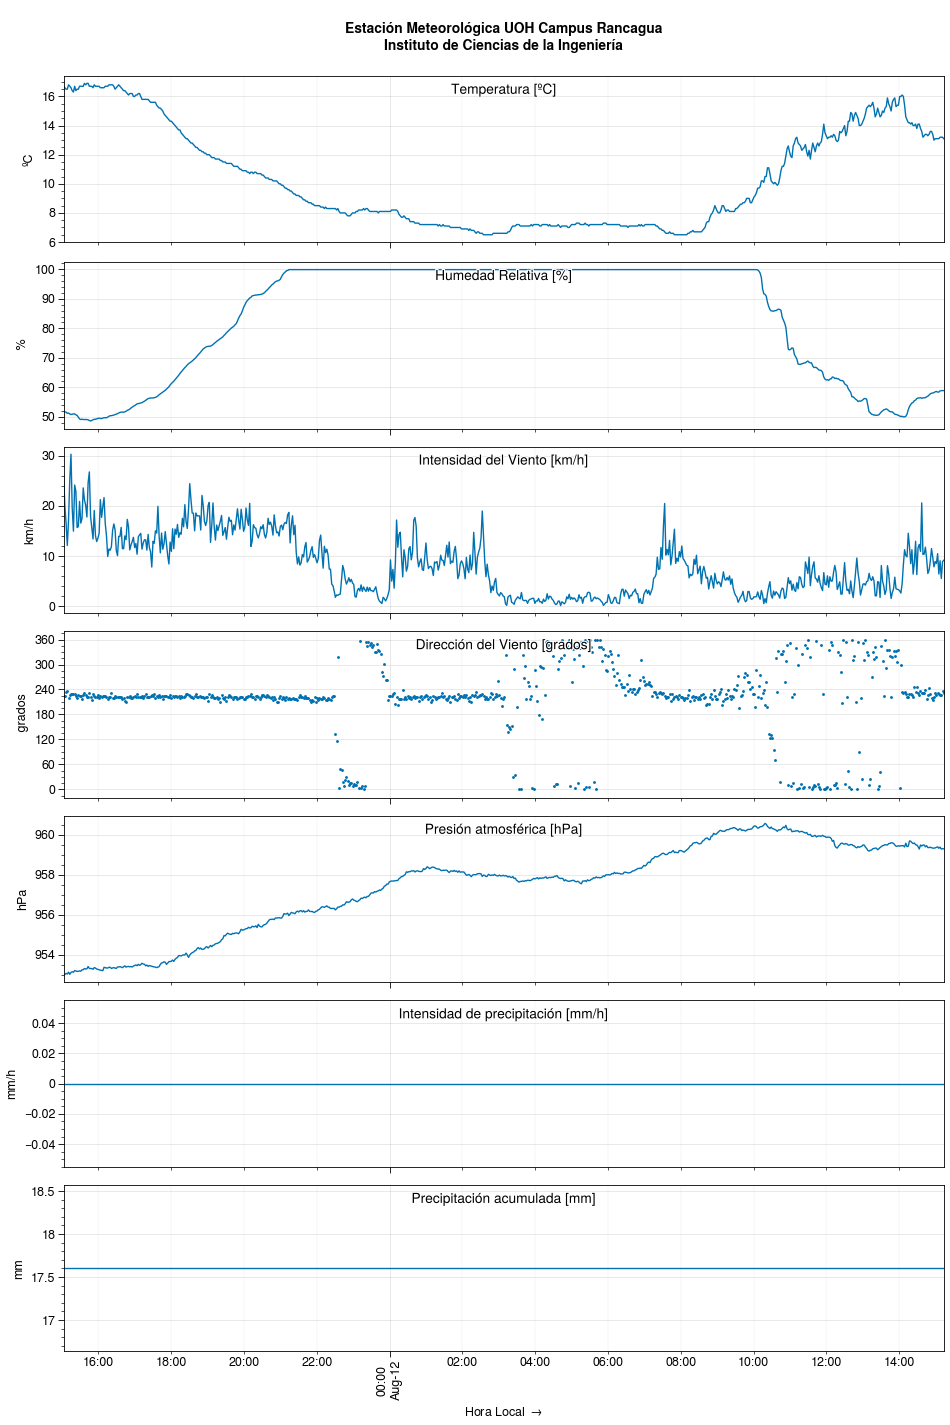 Estación Meteorológica UOH Campus Rancagua
Instituto de Ciencias de la Ingeniería
Temperatura [ºC]
ºC
16
14
12
10
8
6
Humedad Relativa [%]
%
100
90
80
70
60
50
Intensidad del Viento [km/h]
km/h
30
20
10
0
Dirección del Viento [grados]
grados
360
300
240
180
120
60
0
Presión atmosférica [hPa]
hPa
960
958
956
954
Intensidad de precipitación [mm/h]
mm/h
0.04
0.02
0
−0.02
−0.04
Precipitación acumulada [mm]
mm
18.5
18
17.5
17
16:00 18:00 20:00 22:00 00:00 02:00 04:00 06:00 08:00 10:00 12:00 14:00
Aug-12
Hora Local →